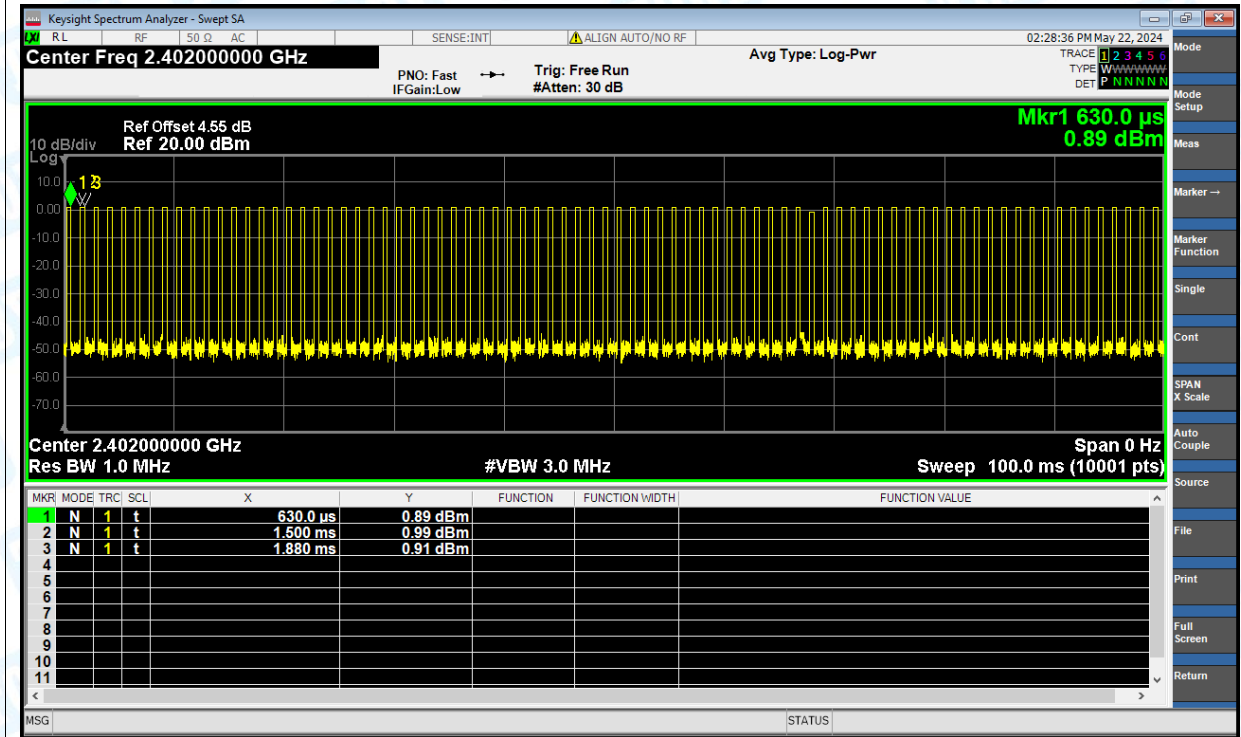 Keysight Spectrum Analyzer - Swept SA
LXI RL RF 50 Ω AC SENSE:INT ALIGN AUTO/NO RF 02:28:36 PM May 22, 2024
Center Freq 2.402000000 GHz
PNO: Fast
IFGain:Low
Trig: Free Run
#Atten: 30 dB
Avg Type: Log-Pwr
TRACE 1 2 3 4 5 6
TYPE WWWWWW
DET P N N N N N
Mkr1 630.0 µs
0.89 dBm
Ref Offset 4.55 dB
10 dB/div Ref 20.00 dBm
Log
10.0
0.00
-10.0
-20.0
-30.0
-40.0
-50.0
-60.0
-70.0
1 2 3
Center 2.402000000 GHz Span 0 Hz
Res BW 1.0 MHz #VBW 3.0 MHz Sweep 100.0 ms (10001 pts)
MKR MODE TRC SCL X Y FUNCTION FUNCTION WIDTH FUNCTION VALUE
1 N 1 t 630.0 µs 0.89 dBm
2 N 1 t 1.500 ms 0.99 dBm
3 N 1 t 1.880 ms 0.91 dBm
4
5
6
7
8
9
10
11
MSG STATUS
Mode
Mode
Setup
Meas
Marker →
Marker
Function
Single
Cont
SPAN
X Scale
Auto
Couple
Source
File
Print
Full
Screen
Return